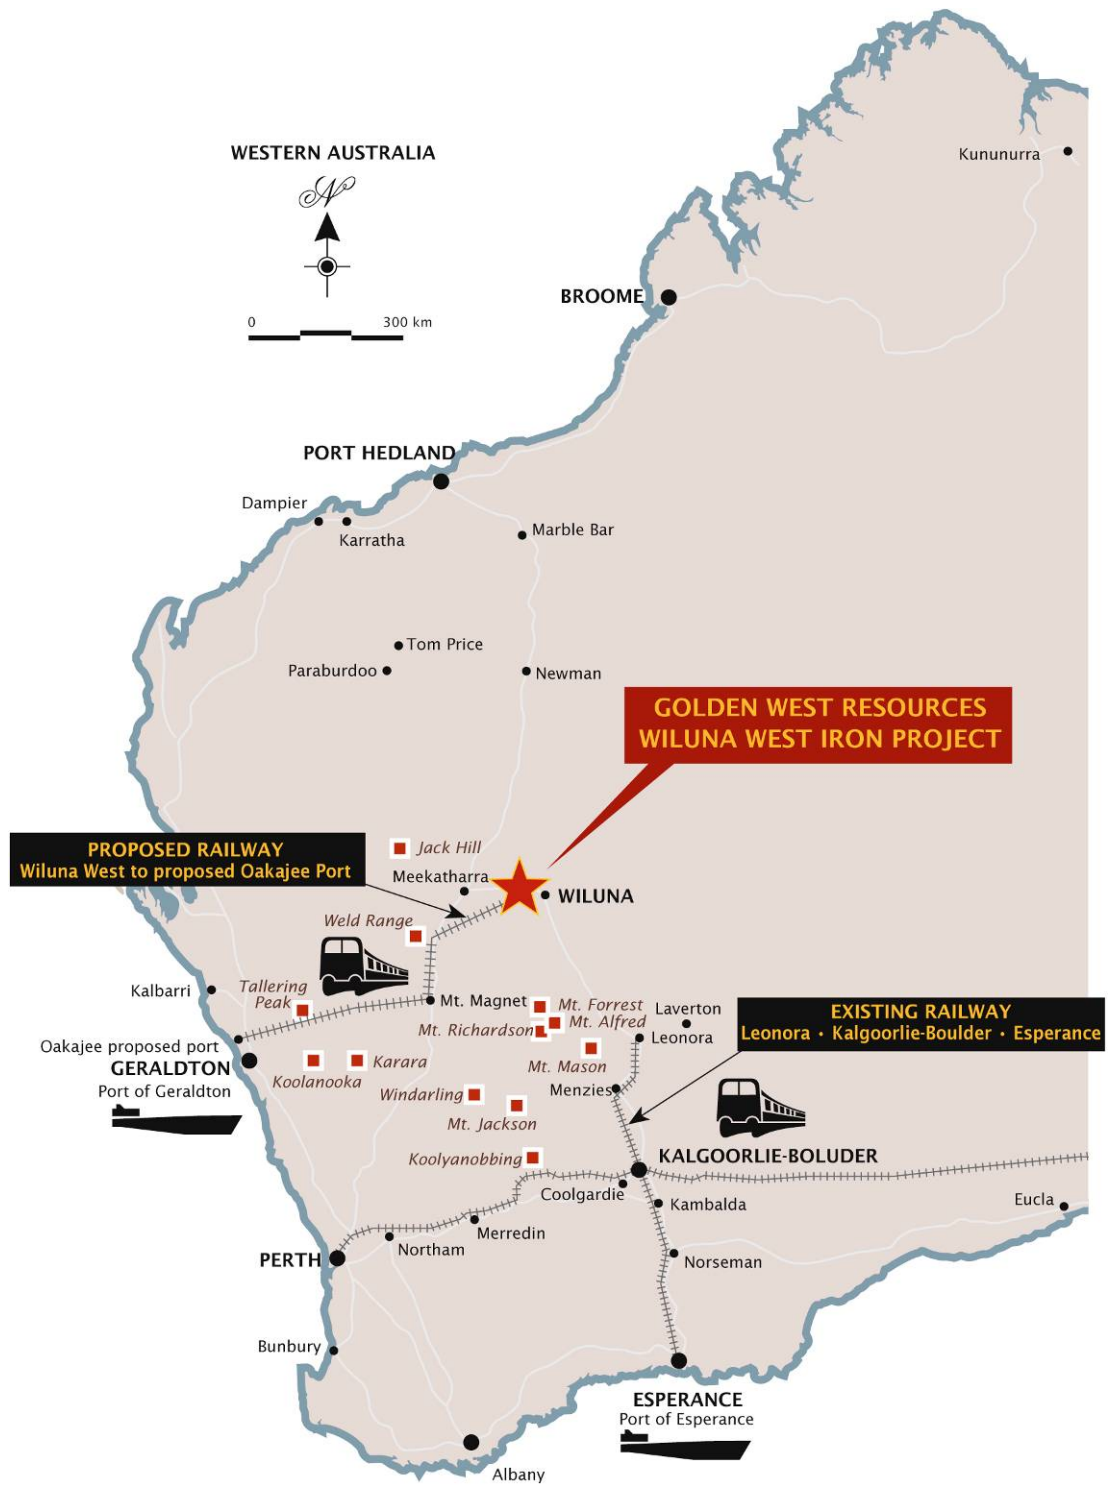 WESTERN AUSTRALIA
N
0 300 km
Kununurra
BROOME
PORT HEDLAND
Dampier
Karratha
Marble Bar
Tom Price
Paraburdoo
Newman
GOLDEN WEST RESOURCES
WILUNA WEST IRON PROJECT
PROPOSED RAILWAY
Wiluna West to proposed Oakajee Port
Jack Hill
Meekatharra
WILUNA
Weld Range
Kalbarri
Tallering
Peak
Mt. Magnet
Mt. Forrest
Mt. Alfred
Mt. Richardson
Mt. Mason
Laverton
Leonora
EXISTING RAILWAY
Leonora · Kalgoorlie-Boulder · Esperance
Oakajee proposed port
GERALDTON
Port of Geraldton
Koolanooka
Karara
Windarling
Mt. Jackson
Menzies
Koolyanobbing
KALGOORLIE-BOLUDER
Coolgardie
Kambalda
Eucla
Merredin
Northam
PERTH
Norseman
Bunbury
ESPERANCE
Port of Esperance
Albany